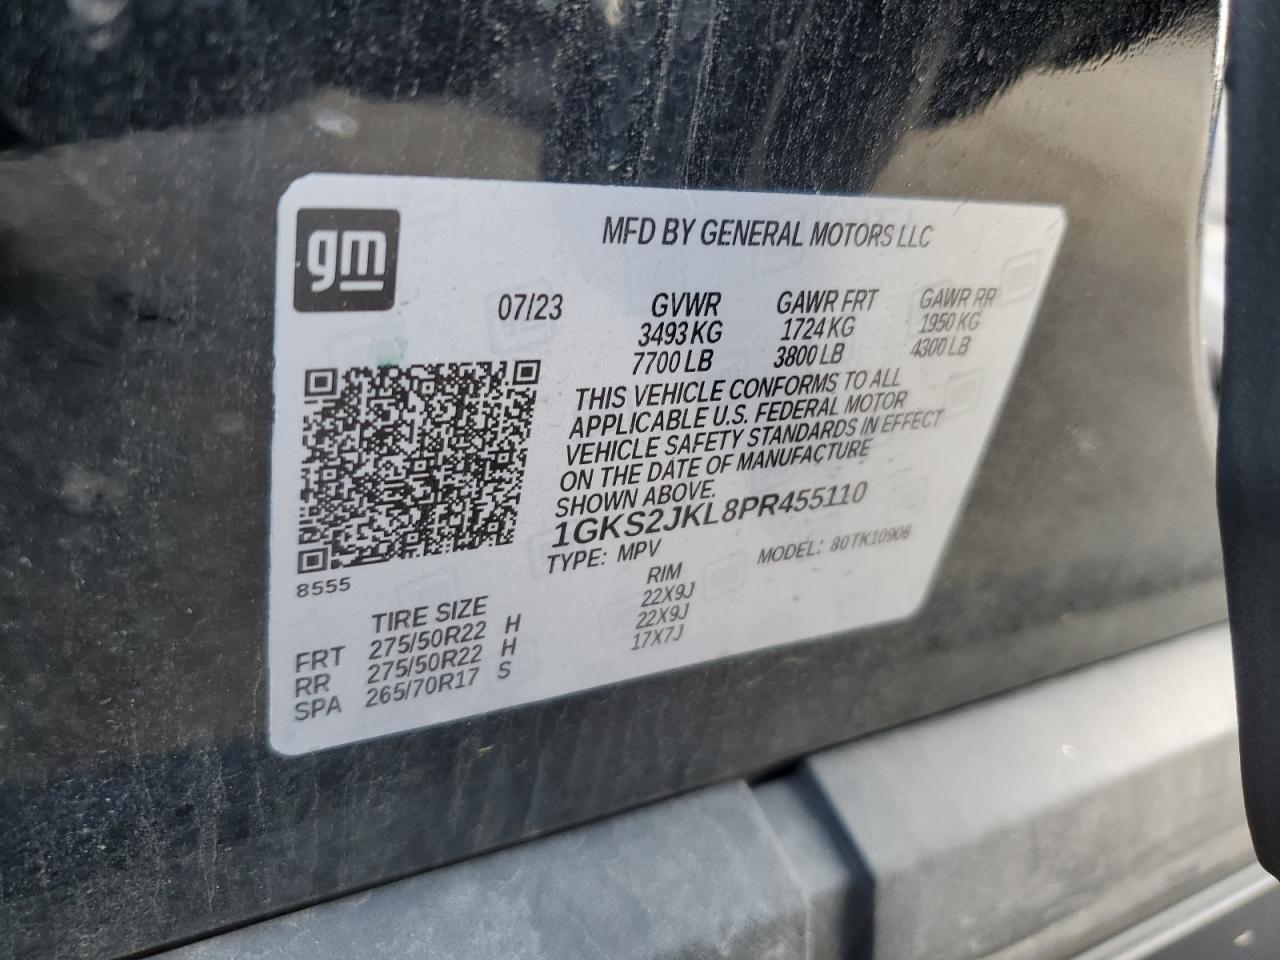 gm
MFD BY GENERAL MOTORS LLC
07/23 GVWR GAWR FRT GAWR RR
3493 KG 1724 KG 1950 KG
7700 LB 3800 LB 4300 LB
THIS VEHICLE CONFORMS TO ALL
APPLICABLE U.S. FEDERAL MOTOR
VEHICLE SAFETY STANDARDS IN EFFECT
ON THE DATE OF MANUFACTURE
SHOWN ABOVE.
1GKS2JKL8PR455110
TYPE: MPV MODEL: 80TK10906
8555
TIRE SIZE RIM
FRT 275/50R22 H 22X9J
RR 275/50R22 H 22X9J
SPA 265/70R17 S 17X7J